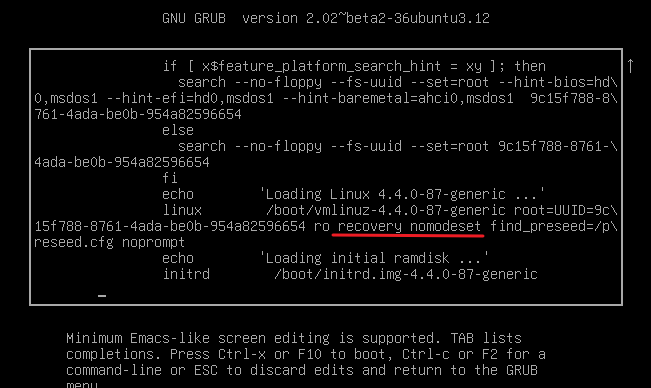 GNU GRUB version 2.02~beta2-36ubuntu3.12
if [ x$feature_platform_search_hint = xy ]; then
search --no-floppy --fs-uuid --set=root --hint-bios=hd\
0,msdos1 --hint-efi=hd0,msdos1 --hint-baremetal=ahci0,msdos1 9c15f788-8\
761-4ada-be0b-954a82596654
else
search --no-floppy --fs-uuid --set=root 9c15f788-8761-\
4ada-be0b-954a82596654
fi
echo 'Loading Linux 4.4.0-87-generic ...'
linux /boot/vmlinuz-4.4.0-87-generic root=UUID=9c\
15f788-8761-4ada-be0b-954a82596654 ro recovery nomodeset find_preseed=/p\
reseed.cfg noprompt
echo 'Loading initial ramdisk ...'
initrd /boot/initrd.img-4.4.0-87-generic
Minimum Emacs-like screen editing is supported. TAB lists
completions. Press Ctrl-x or F10 to boot, Ctrl-c or F2 for a
command-line or ESC to discard edits and return to the GRUB
menu